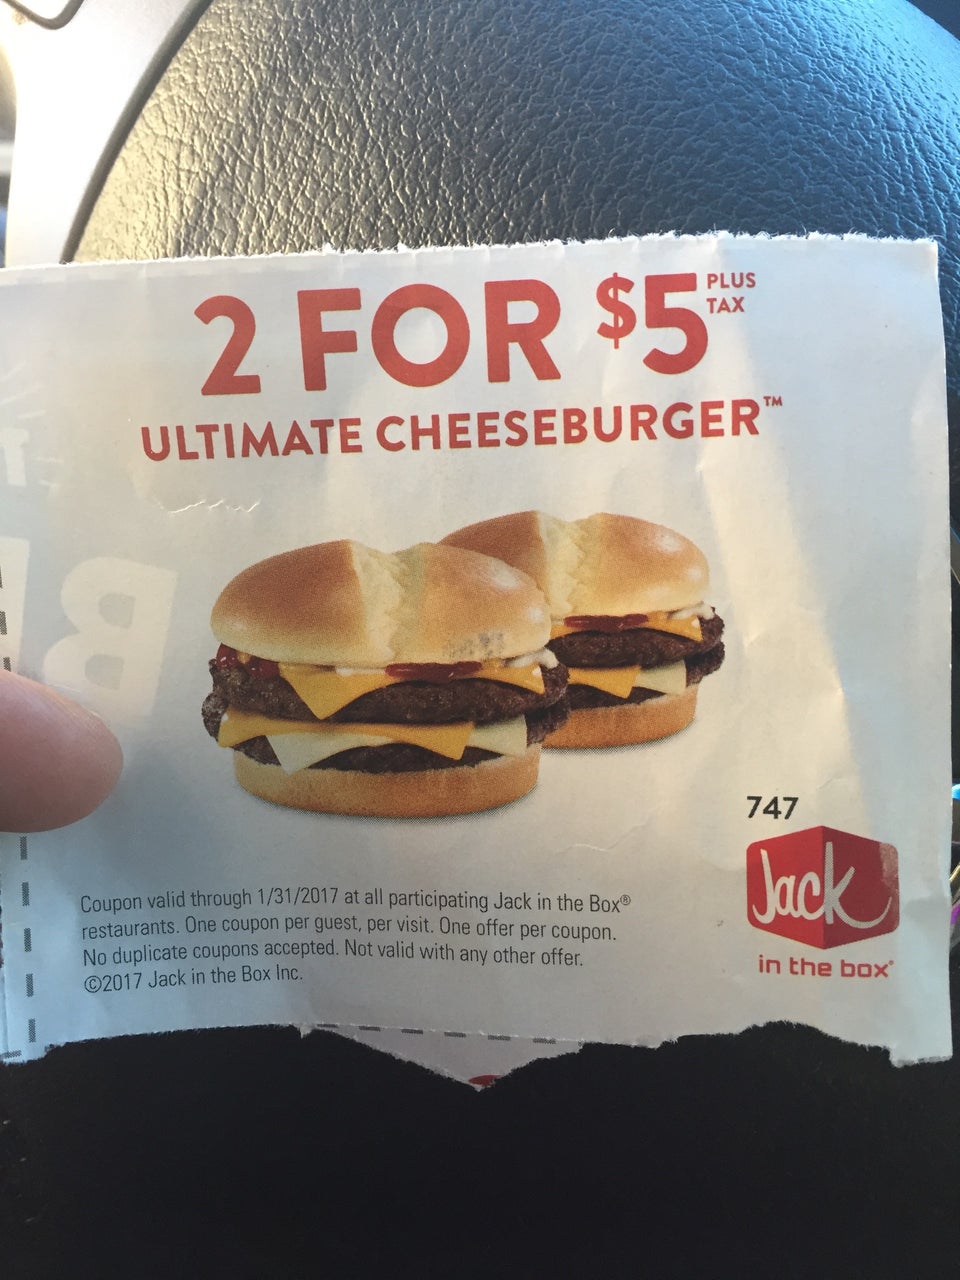 2 FOR $5 PLUS TAX
ULTIMATE CHEESEBURGER™
B
747
Jack
in the box®
Coupon valid through 1/31/2017 at all participating Jack in the Box®
restaurants. One coupon per guest, per visit. One offer per coupon.
No duplicate coupons accepted. Not valid with any other offer.
©2017 Jack in the Box Inc.